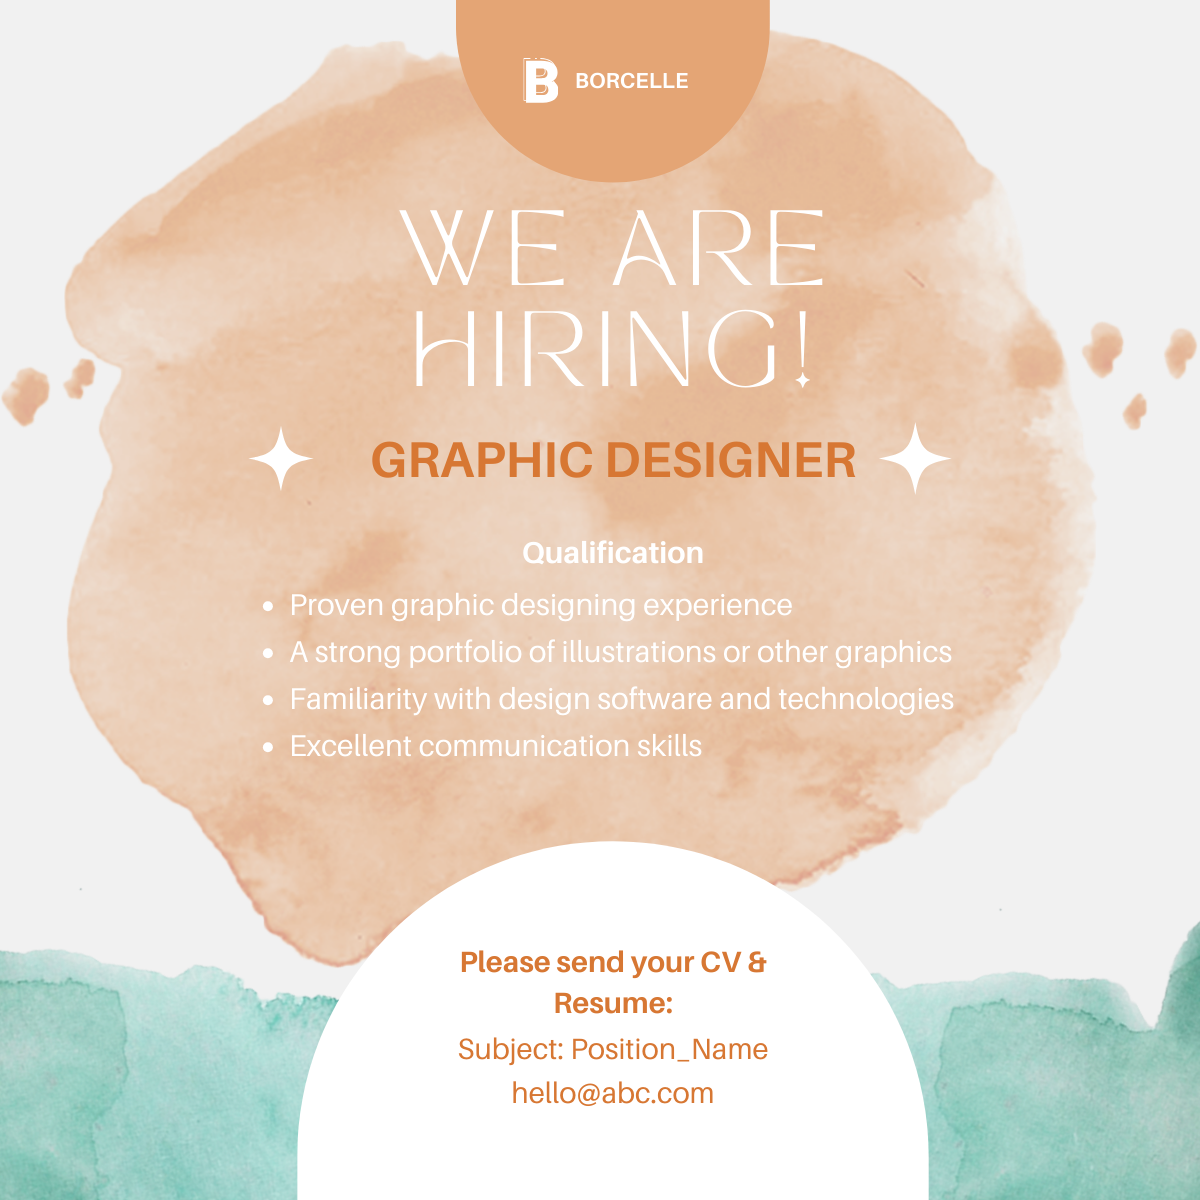 B BORCELLE
WE ARE
HIRING!
GRAPHIC DESIGNER
Qualification
• Proven graphic designing experience
• A strong portfolio of illustrations or other graphics
• Familiarity with design software and technologies
• Excellent communication skills
Please send your CV &
Resume:
Subject: Position_Name
hello@abc.com